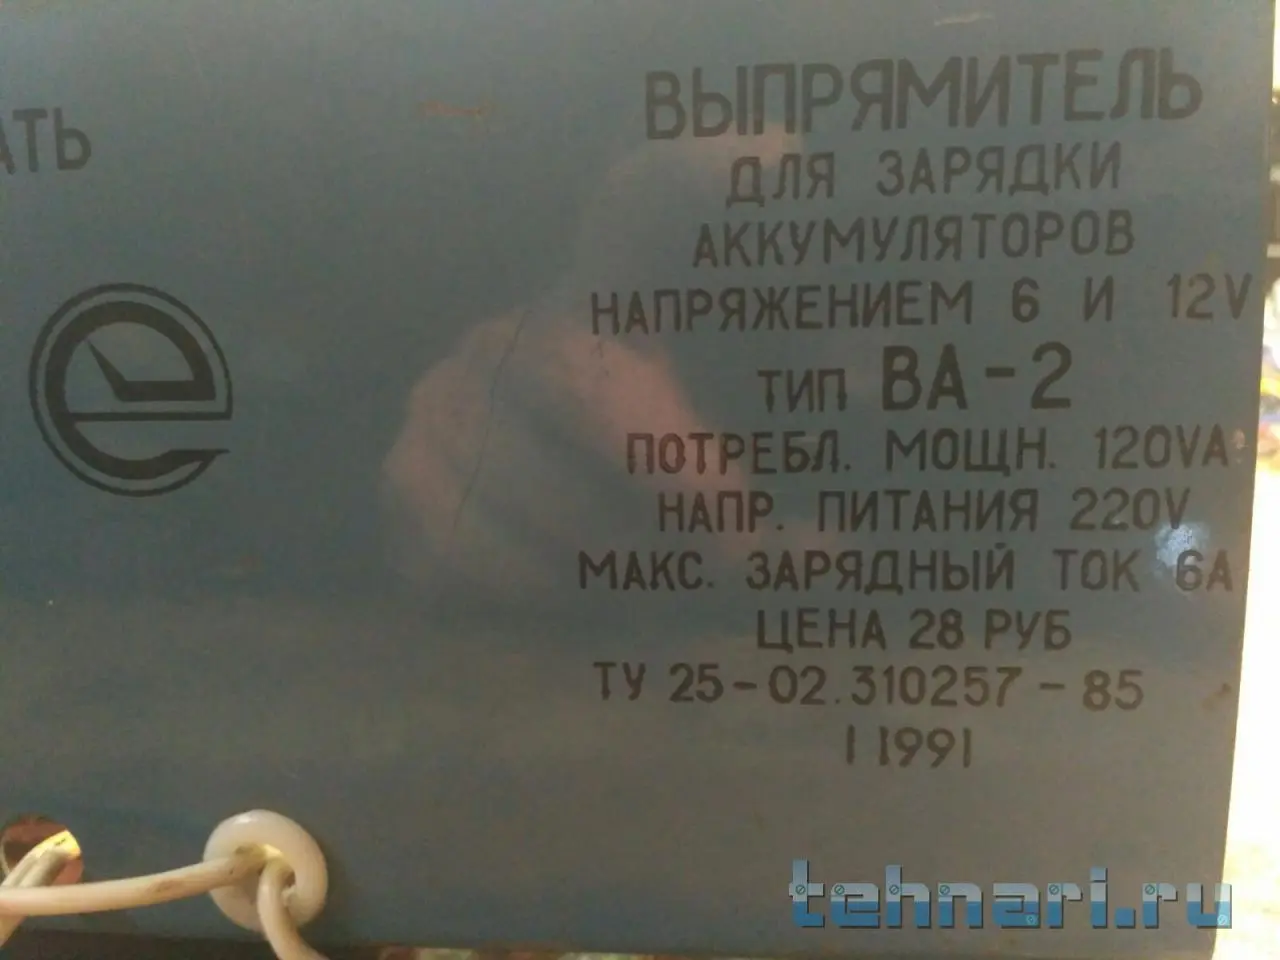 АТЬ
ВЫПРЯМИТЕЛЬ
ДЛЯ ЗАРЯДКИ
АККУМУЛЯТОРОВ
НАПРЯЖЕНИЕМ 6 И 12V
ТИП ВА-2
ПОТРЕБЛ. МОЩН. 120VA
НАПР. ПИТАНИЯ 220V
МАКС. ЗАРЯДНЫЙ ТОК 6А
ЦЕНА 28 РУБ
ТУ 25-02.310257-85
I 1991
tehnari.ru